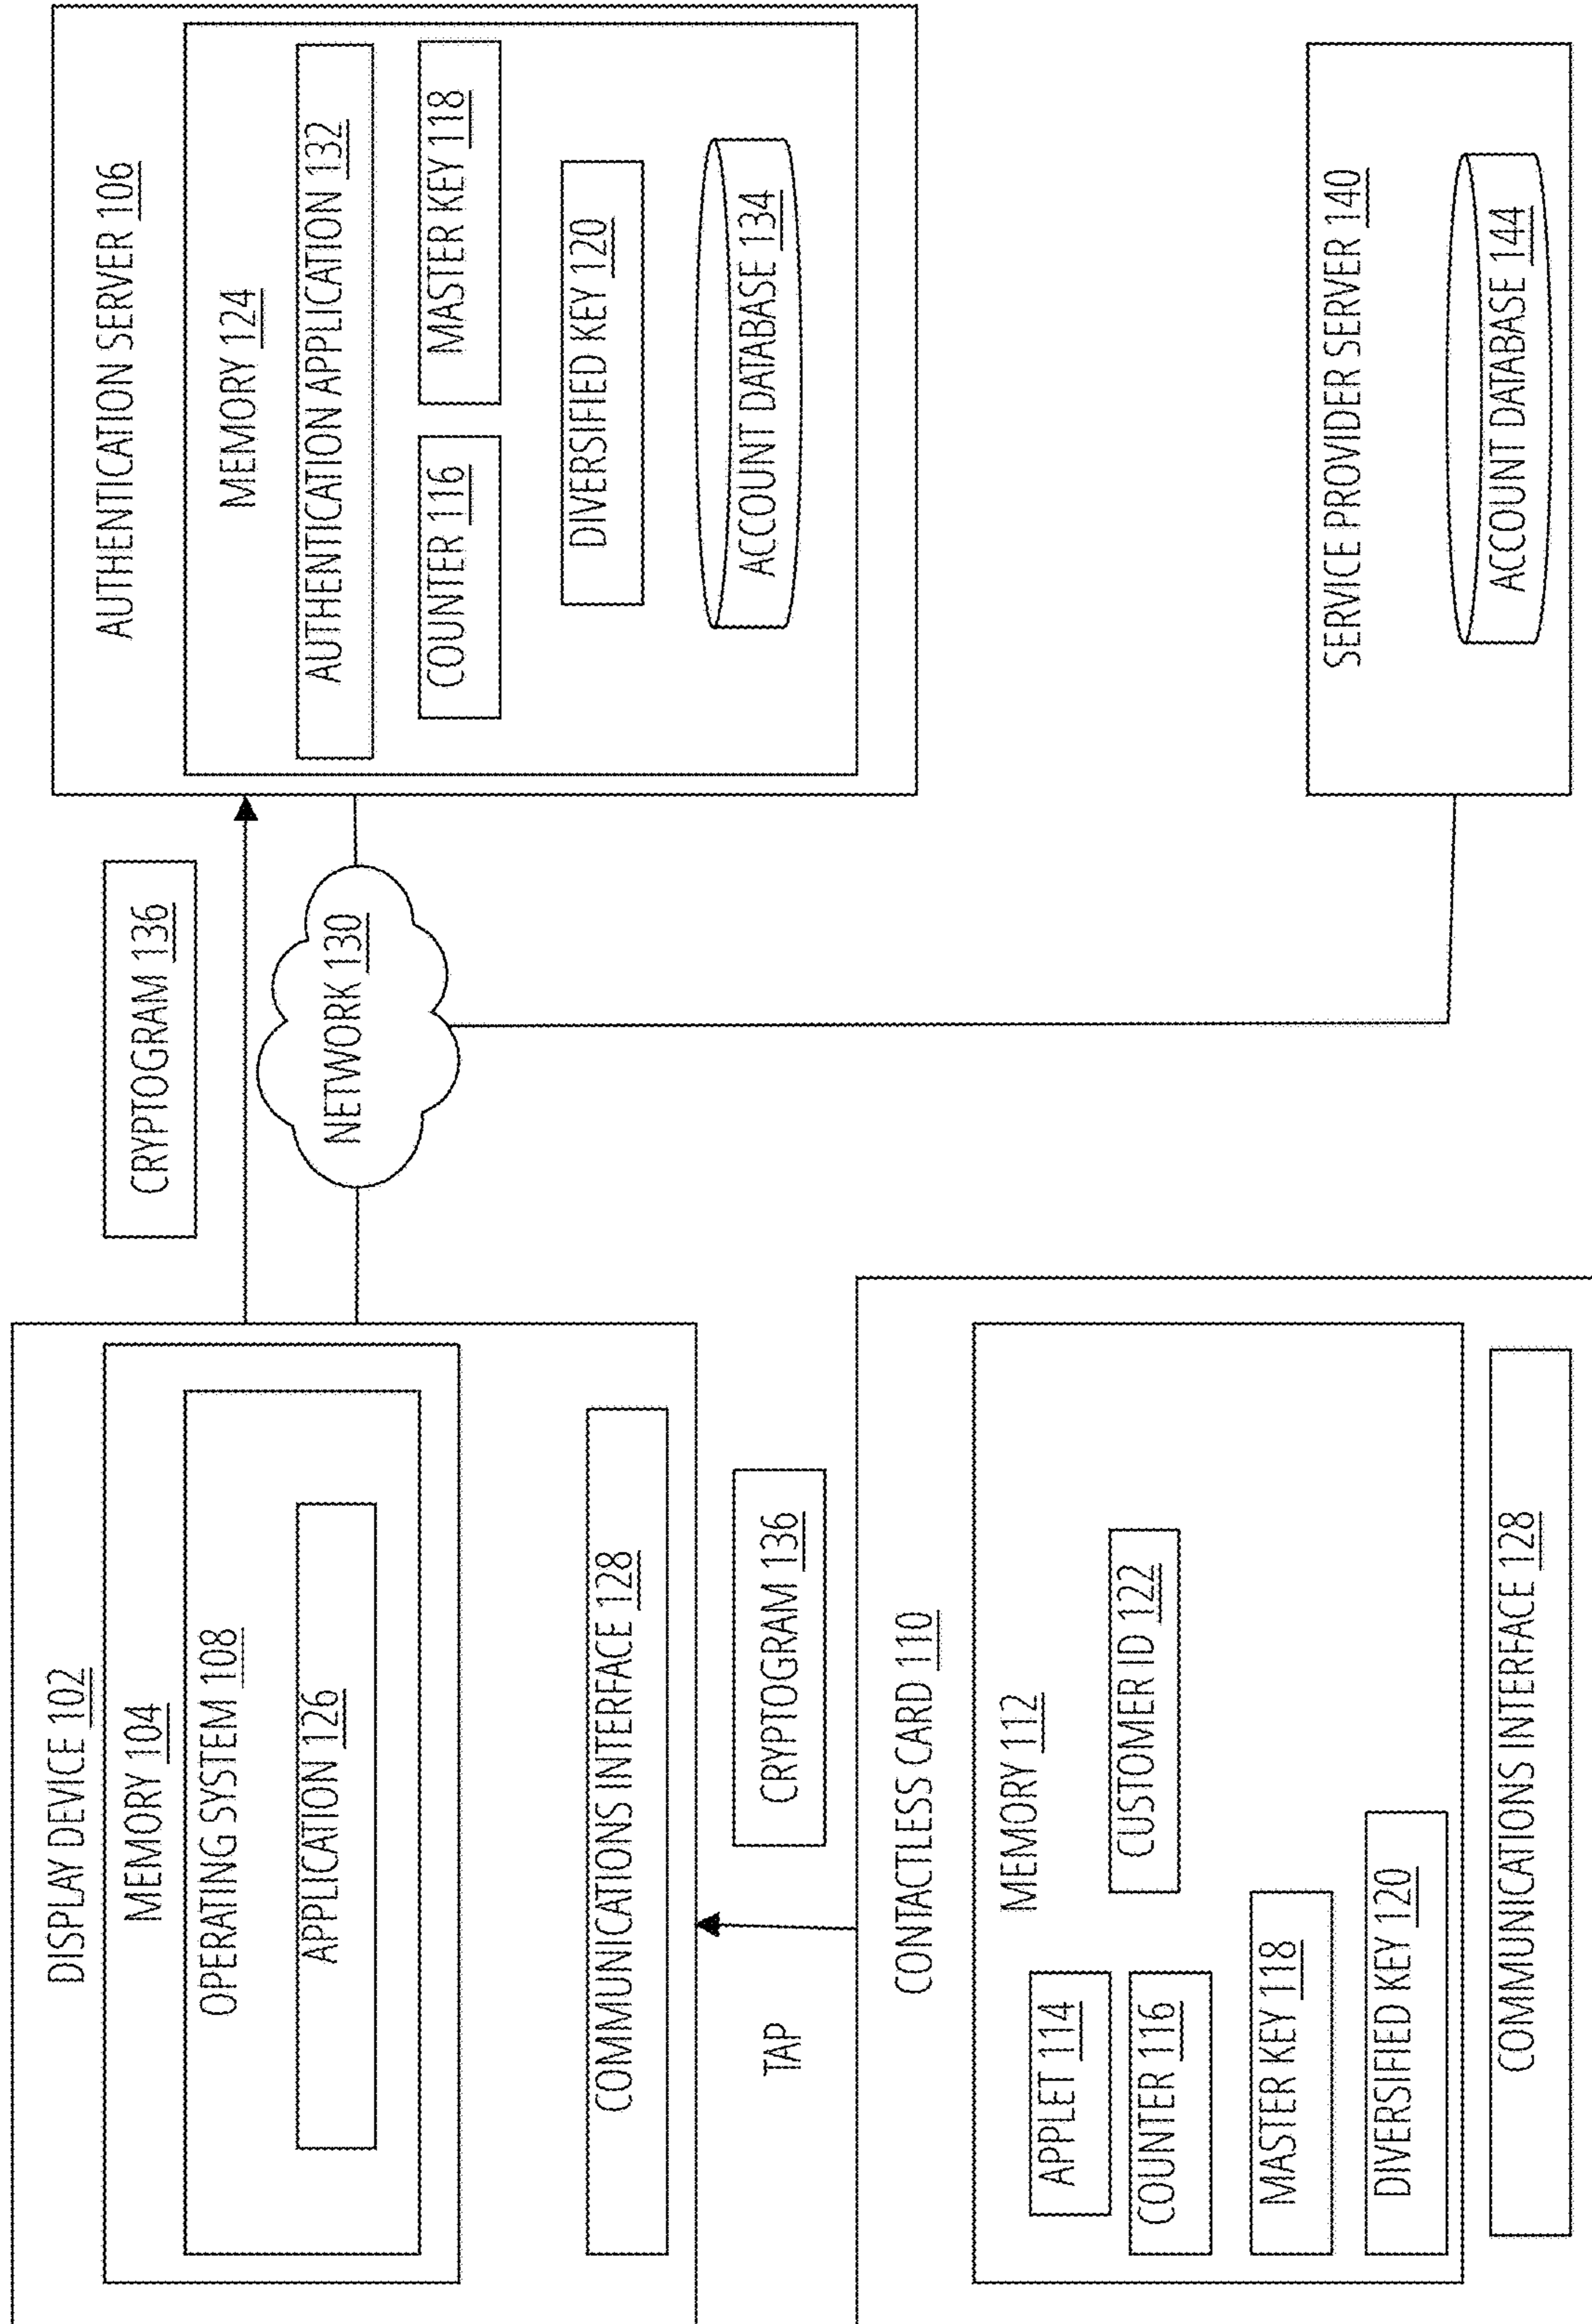 DISPLAY DEVICE 102
MEMORY 104
OPERATING SYSTEM 108
APPLICATION 126
COMMUNICATIONS INTERFACE 128
TAP
CRYPTOGRAM 136
CONTACTLESS CARD 110
MEMORY 112
APPLET 114
COUNTER 116
CUSTOMER ID 122
MASTER KEY 118
DIVERSIFIED KEY 120
COMMUNICATIONS INTERFACE 128
CRYPTOGRAM 136
NETWORK 130
AUTHENTICATION SERVER 106
MEMORY 124
AUTHENTICATION APPLICATION 132
COUNTER 116
MASTER KEY 118
DIVERSIFIED KEY 120
ACCOUNT DATABASE 134
SERVICE PROVIDER SERVER 140
ACCOUNT DATABASE 144